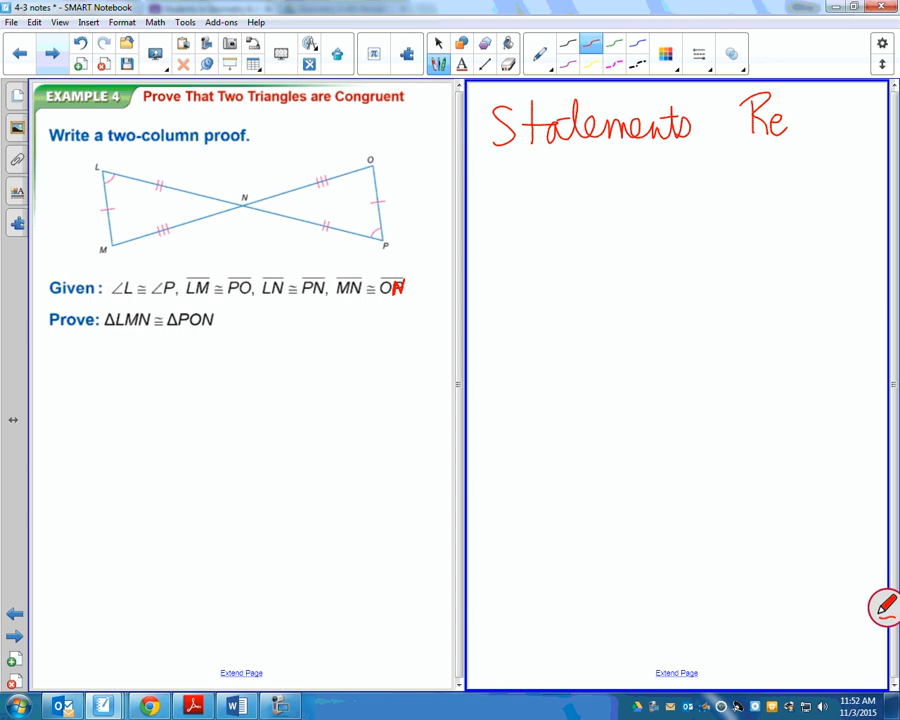 4-3 notes * - SMART Notebook
File Edit View Insert Format Math Tools Add-ons Help
EXAMPLE 4 Prove That Two Triangles are Congruent
Write a two-column proof.
L
O
N
M
P
Given: ∠L ≅ ∠P, LM ≅ PO, LN ≅ PN, MN ≅ ON
Prove: ΔLMN ≅ ΔPON
Extend Page
Statements Re
Extend Page
11:52 AM
11/3/2015